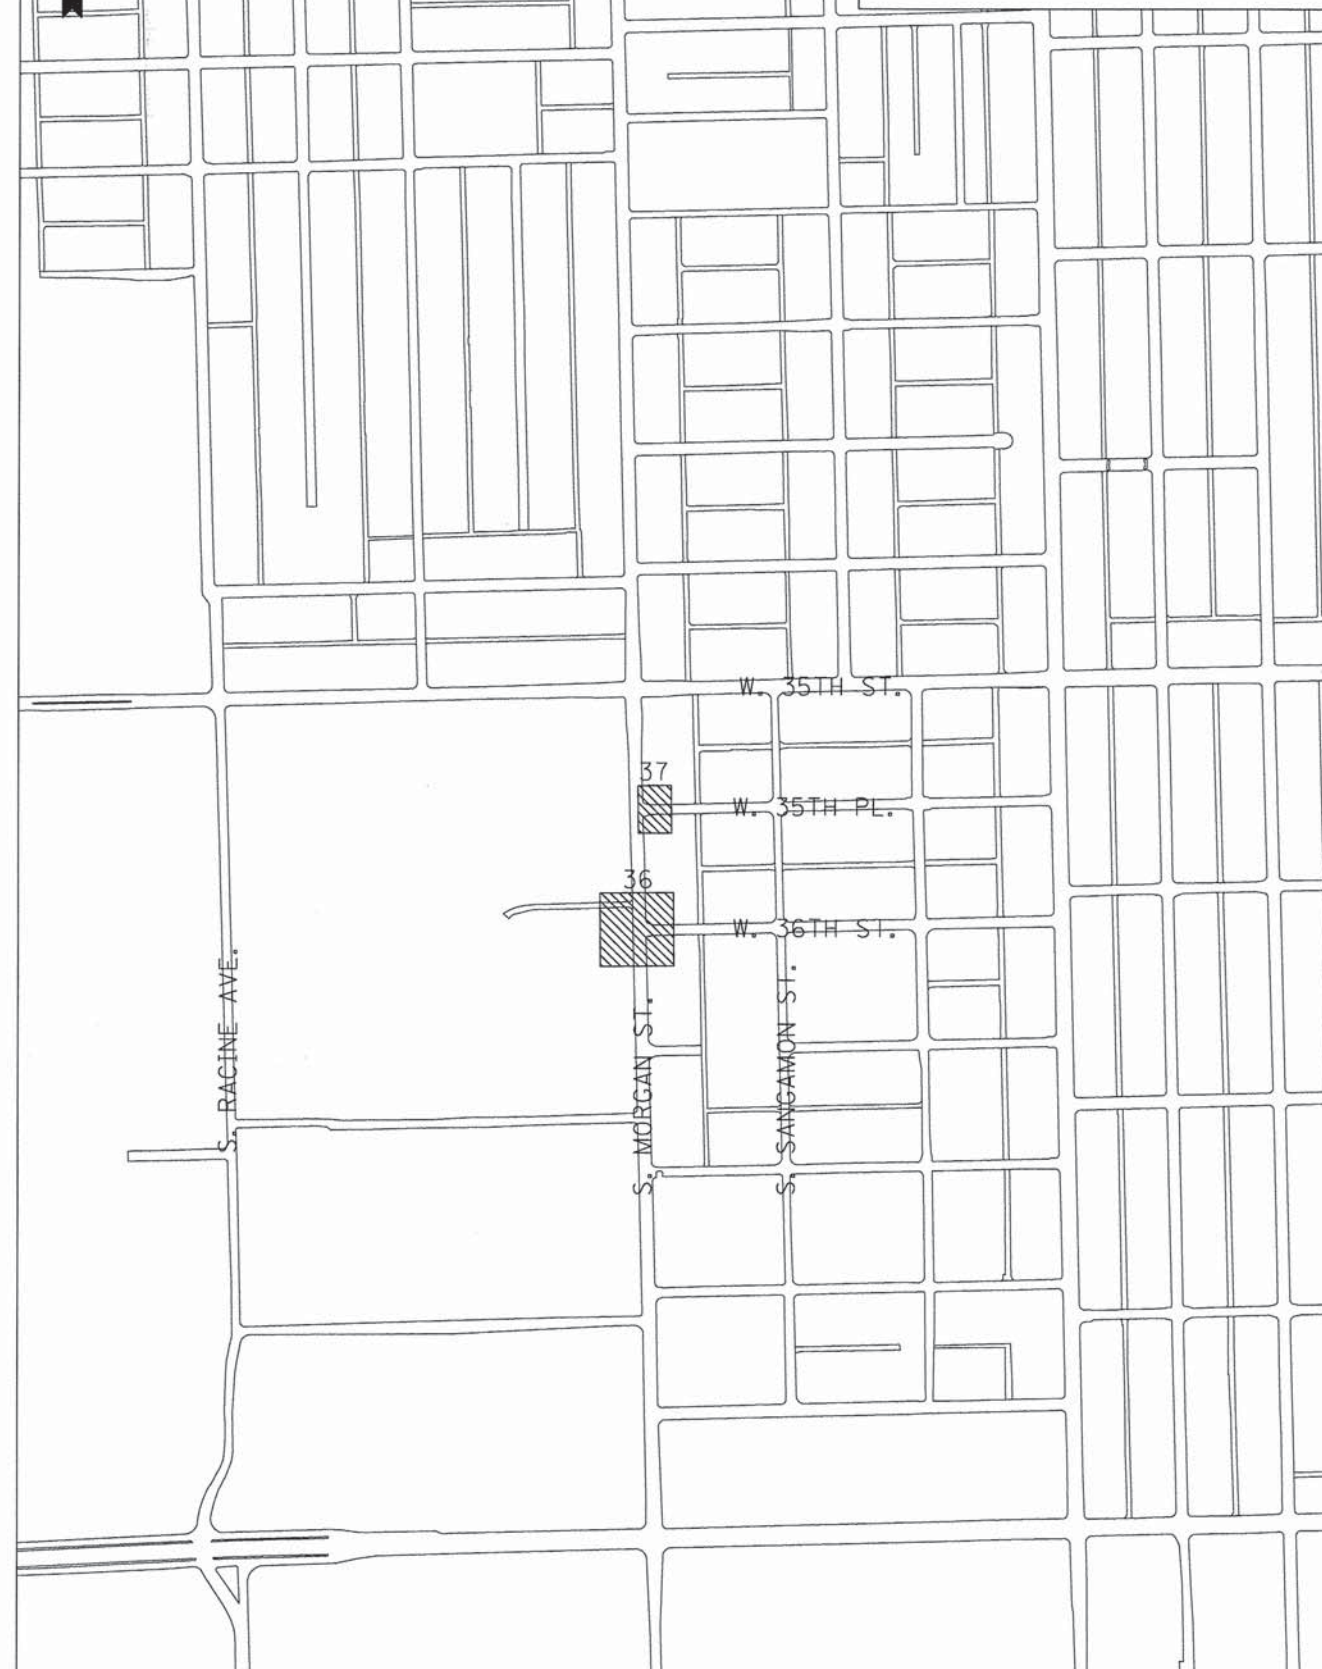 W. 35TH ST.
37
W. 35TH PL.
36
W. 36TH ST.
S. RACINE AVE.
S. MORGAN ST.
S. SANGAMON ST.